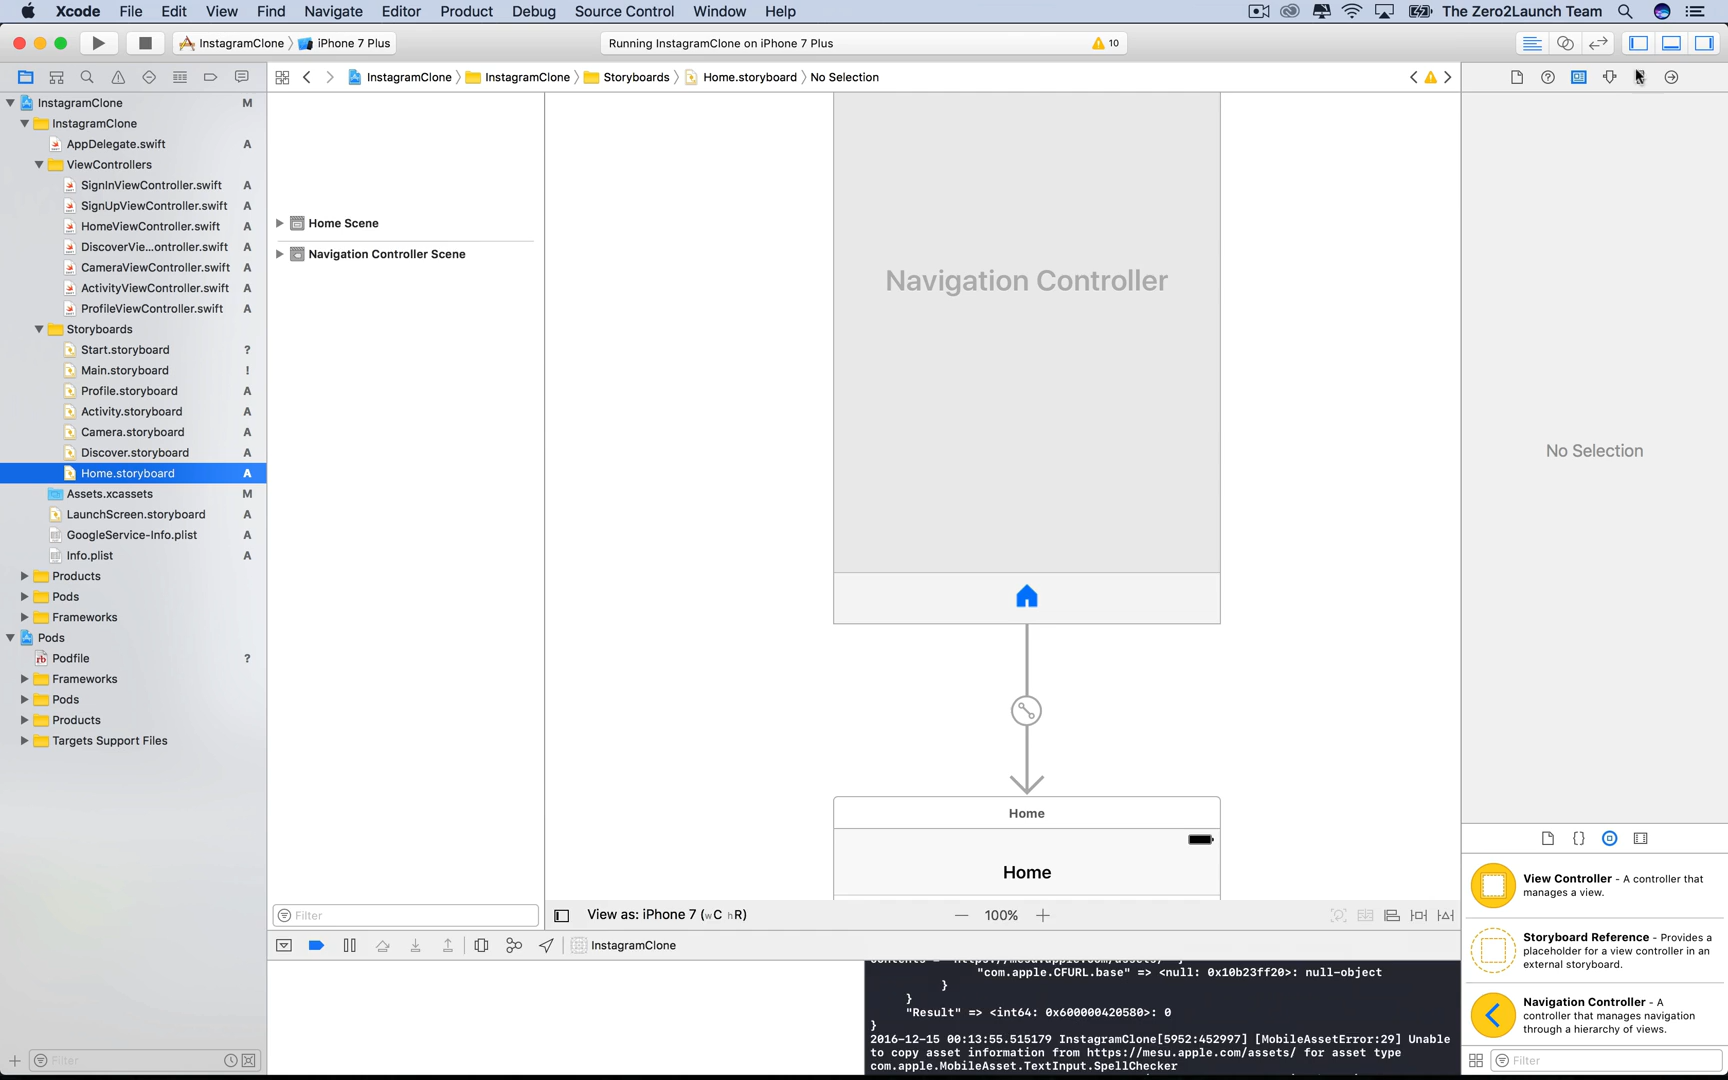 Xcode File Edit View Find Navigate Editor Product Debug Source Control Window Help The Zero2Launch Team
InstagramClone iPhone 7 Plus Running InstagramClone on iPhone 7 Plus 10
InstagramClone InstagramClone Storyboards Home.storyboard No Selection
InstagramClone M
InstagramClone
AppDelegate.swift A
ViewControllers
SignInViewController.swift A
SignUpViewController.swift A
HomeViewController.swift A
DiscoverVie...ontroller.swift A
CameraViewController.swift A
ActivityViewController.swift A
ProfileViewController.swift A
Storyboards
Start.storyboard ?
Main.storyboard !
Profile.storyboard A
Activity.storyboard A
Camera.storyboard A
Discover.storyboard A
Home.storyboard A
Assets.xcassets M
LaunchScreen.storyboard A
GoogleService-Info.plist A
Info.plist A
Products
Pods
Frameworks
Pods
Podfile ?
Frameworks
Pods
Products
Targets Support Files
Filter
Home Scene
Navigation Controller Scene
Filter
Navigation Controller
Home
Home
View as: iPhone 7 (wC hR) 100%
InstagramClone
contents = "https://mesu.apple.com/assets/" }
"com.apple.CFURL.base" => <null: 0x10b23ff20>: null-object
}
}
"Result" => <int64: 0x600000420580>: 0
}
2016-12-15 00:13:55.515179 InstagramClone[5952:452997] [MobileAssetError:29] Unable
to copy asset information from https://mesu.apple.com/assets/ for asset type
com.apple.MobileAsset.TextInput.SpellChecker
No Selection
View Controller - A controller that
manages a view.
Storyboard Reference - Provides a
placeholder for a view controller in an
external storyboard.
Navigation Controller - A
controller that manages navigation
through a hierarchy of views.
Filter